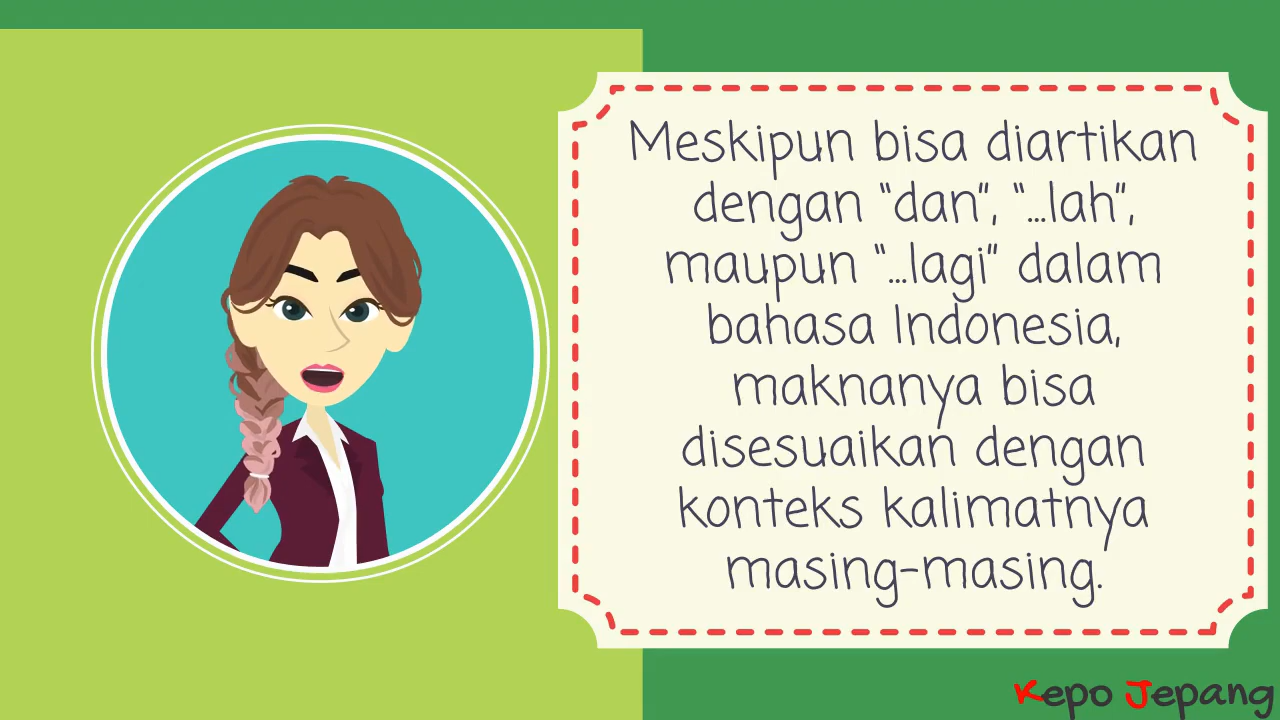 Meskipun bisa diartikan
dengan "dan", "...lah",
maupun "...lagi" dalam
bahasa Indonesia,
maknanya bisa
disesuaikan dengan
konteks kalimatnya
masing-masing.
Kepo Jepang